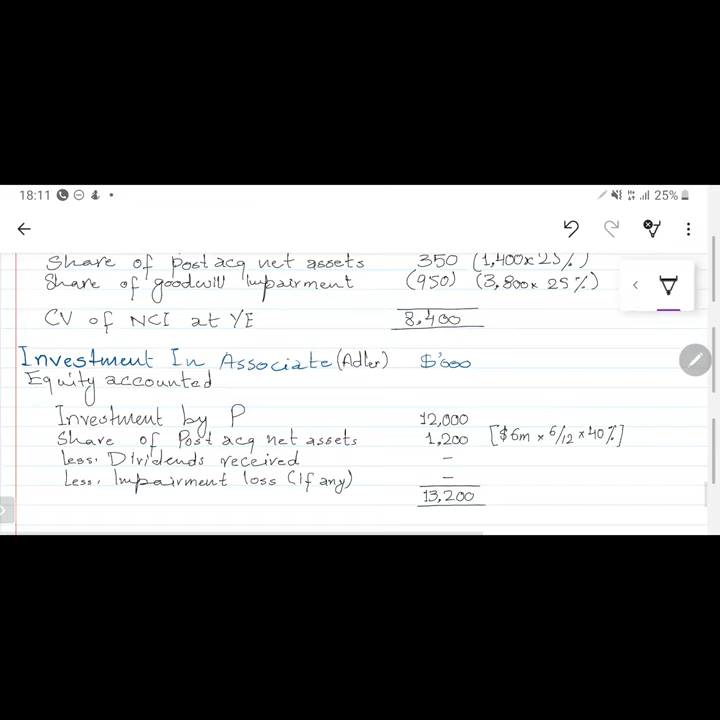 18:11 25%
Share of post acq net assets 350 (1,400x 25%)
Share of goodwill Impairment (950) (3,800x 25%)
CV of NCI at YE 8,400
Investment In Associate (Adler) $'000
Equity accounted
Investment by P 12,000
Share of Post acq net assets 1,200 [$6m x 6/12 x 40%]
Less. Dividends received -
Less. Impairment loss (if any) -
13,200